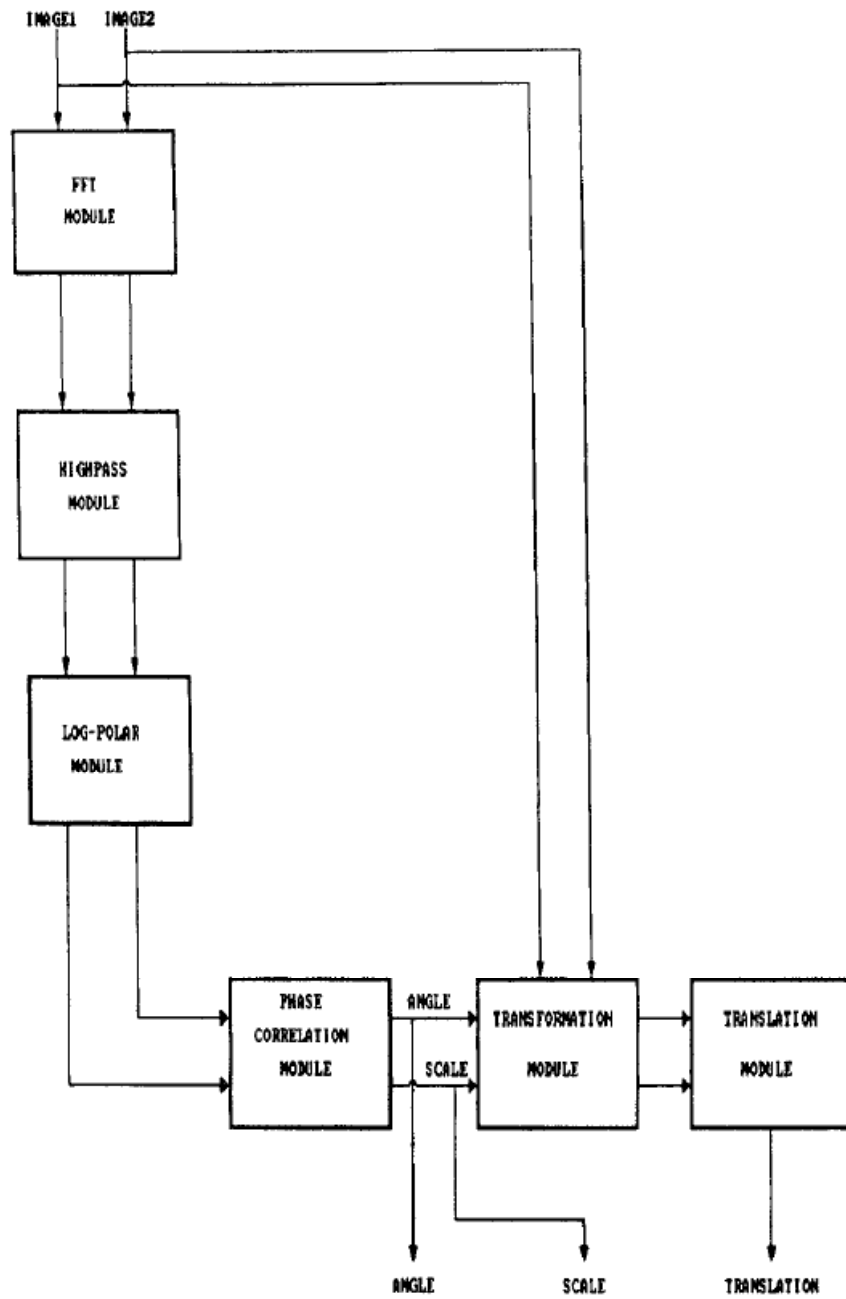 IMAGE1 IMAGE2
FFT
MODULE
HIGHPASS
MODULE
LOG-POLAR
MODULE
PHASE
CORRELATION
MODULE
ANGLE
SCALE
TRANSFORMATION
MODULE
TRANSLATION
MODULE
ANGLE
SCALE
TRANSLATION